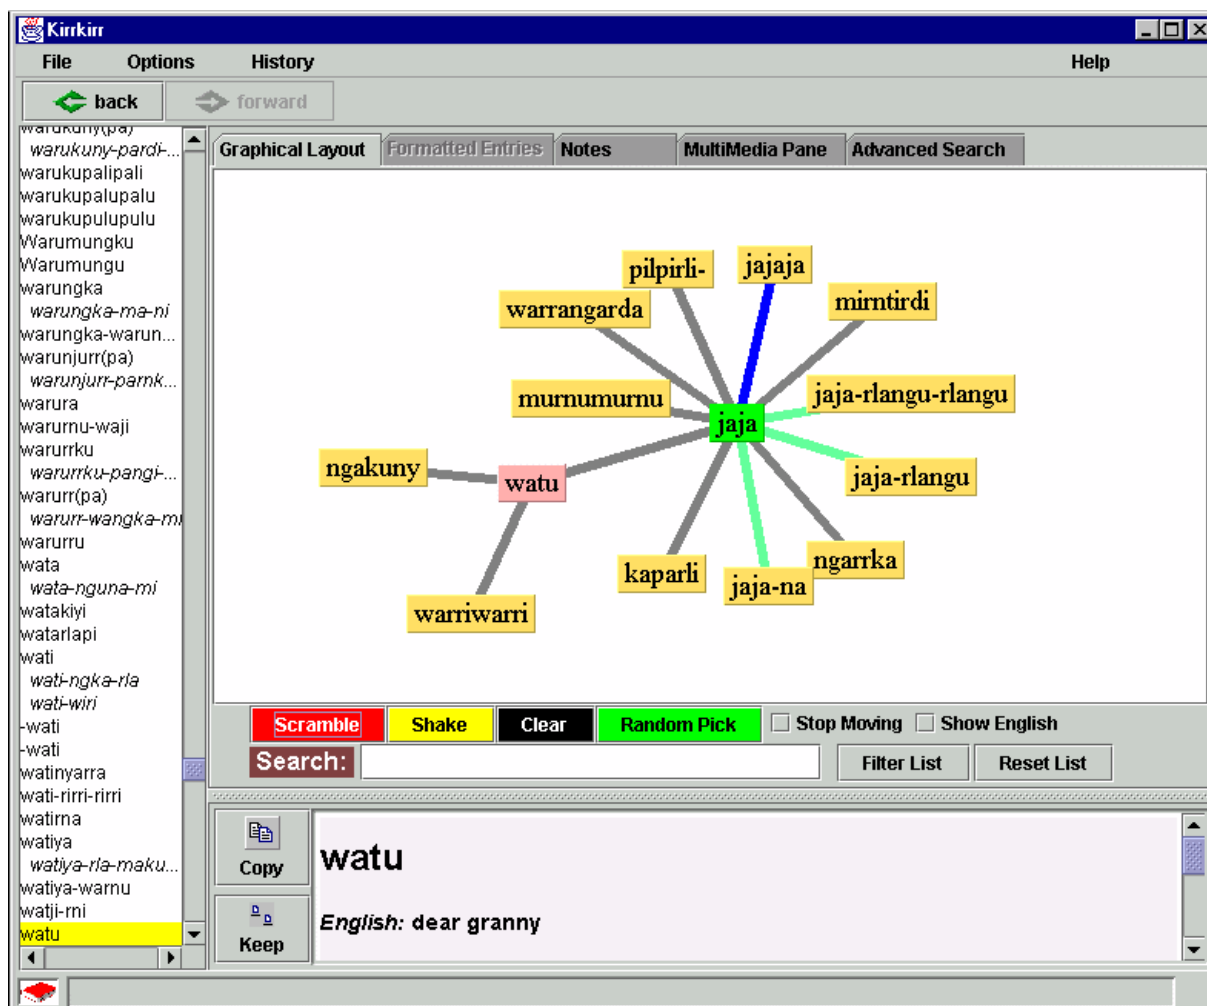 Kirrkirr
File Options History Help
back forward
warukuny(pa)
warukuny-pardi-...
warukupalipali
warukupalupalu
warukupulupulu
Warumungku
Warumungu
warungka
warungka-ma-ni
warungka-warun...
warunjurr(pa)
warunjurr-parnk...
warura
warurnu-waji
warurrku
warurrku-pangi-...
warurr(pa)
warurr-wangka-mi
warurru
wata
wata-nguna-mi
watakiyi
watarlapi
wati
wati-ngka-rla
wati-wiri
-wati
-wati
watinyarra
wati-rirri-rirri
watirna
watiya
watiya-rla-maku...
watiya-warnu
watji-rni
watu
Graphical Layout Formatted Entries Notes MultiMedia Pane Advanced Search
pilpirli- jajaja
warrangarda mirntirdi
murnumurnu jaja-rlangu-rlangu
jaja
ngakuny watu jaja-rlangu
kaparli jaja-na ngarrka
warriwarri
Scramble Shake Clear Random Pick Stop Moving Show English
Search: Filter List Reset List
Copy
Keep
watu
English: dear granny